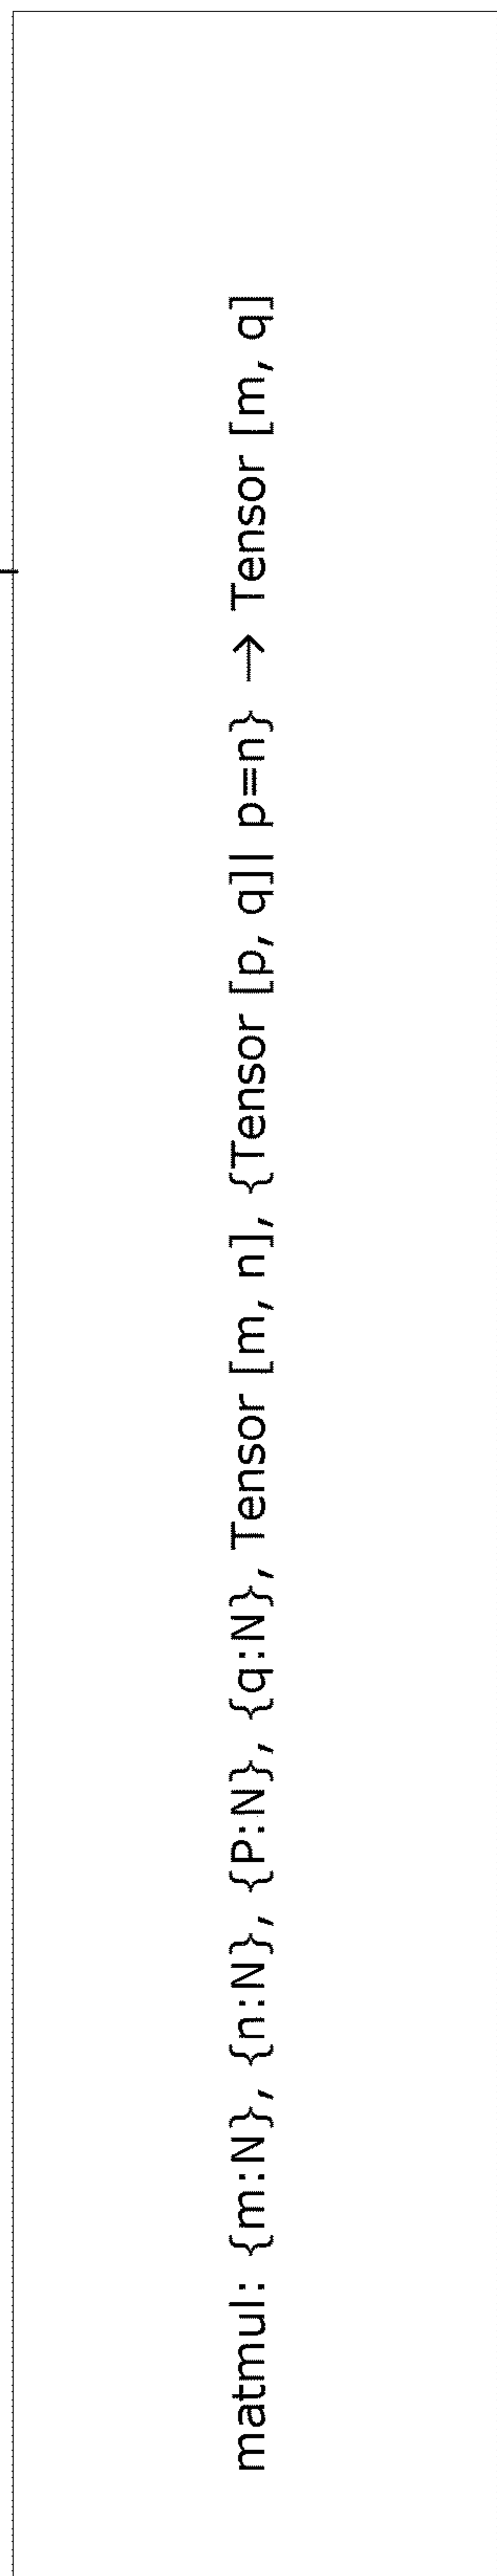 matmul: {m:N}, {n:N}, {P:N}, {q:N}, Tensor [m, n], {Tensor [p, q]| p=n} → Tensor [m, q]